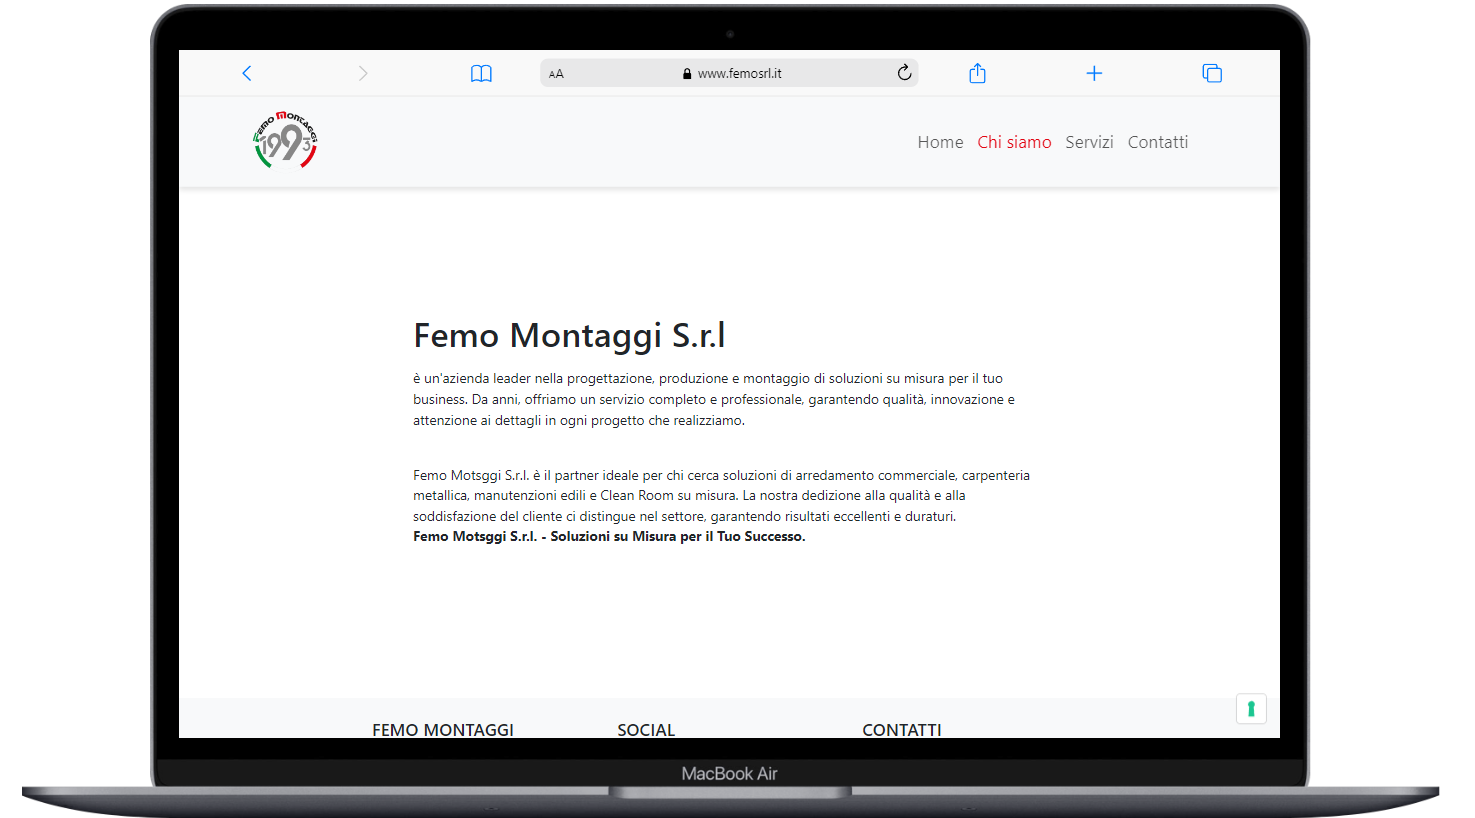 AA www.femosrl.it
Femo Montaggi
1993
Home Chi siamo Servizi Contatti
Femo Montaggi S.r.l
è un'azienda leader nella progettazione, produzione e montaggio di soluzioni su misura per il tuo
business. Da anni, offriamo un servizio completo e professionale, garantendo qualità, innovazione e
attenzione ai dettagli in ogni progetto che realizziamo.
Femo Motsggi S.r.l. è il partner ideale per chi cerca soluzioni di arredamento commerciale, carpenteria
metallica, manutenzioni edili e Clean Room su misura. La nostra dedizione alla qualità e alla
soddisfazione del cliente ci distingue nel settore, garantendo risultati eccellenti e duraturi.
Femo Motsggi S.r.l. - Soluzioni su Misura per il Tuo Successo.
FEMO MONTAGGI SOCIAL CONTATTI
MacBook Air